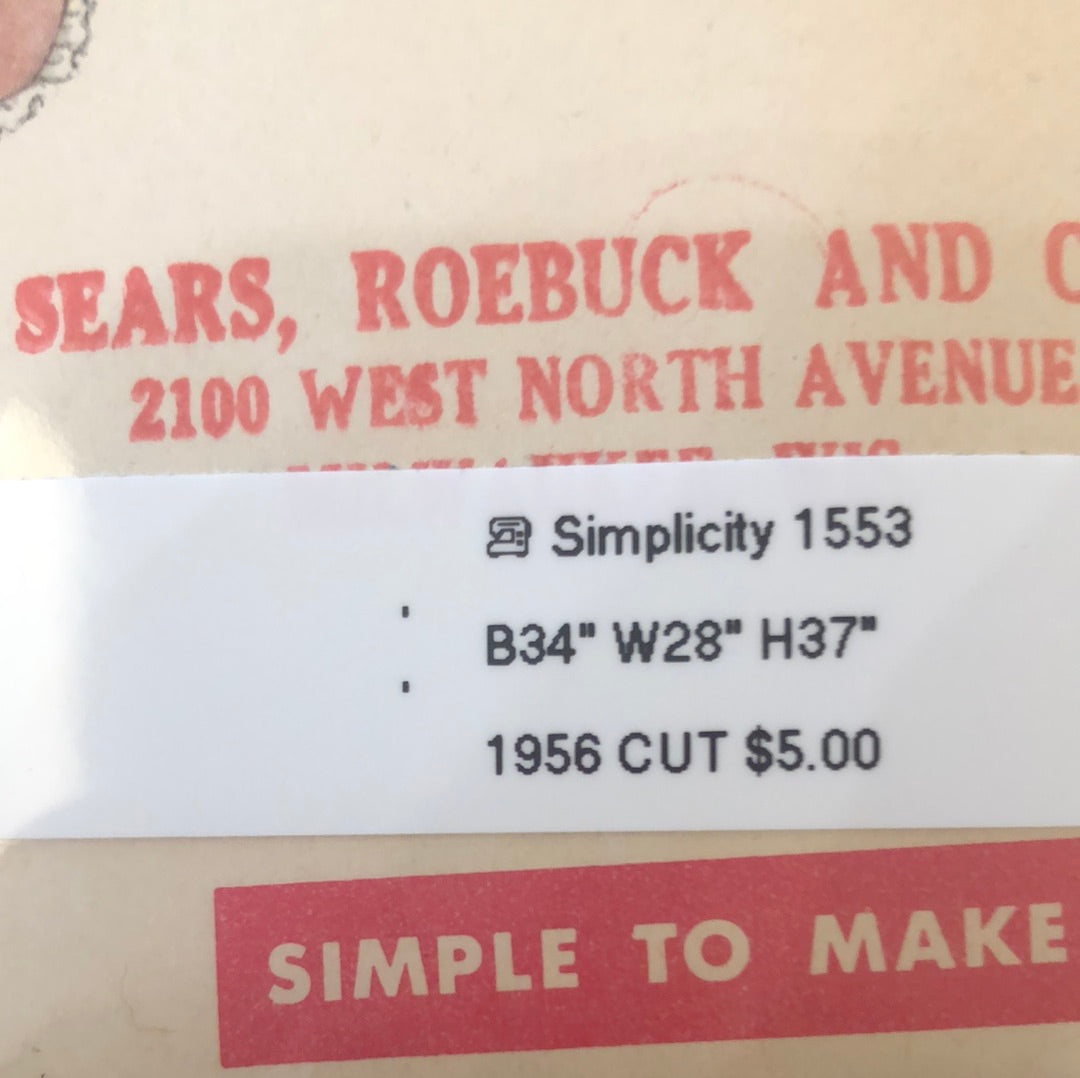 SEARS, ROEBUCK AND C
2100 WEST NORTH AVENUE
Simplicity 1553
B34" W28" H37"
1956 CUT $5.00
SIMPLE TO MAKE